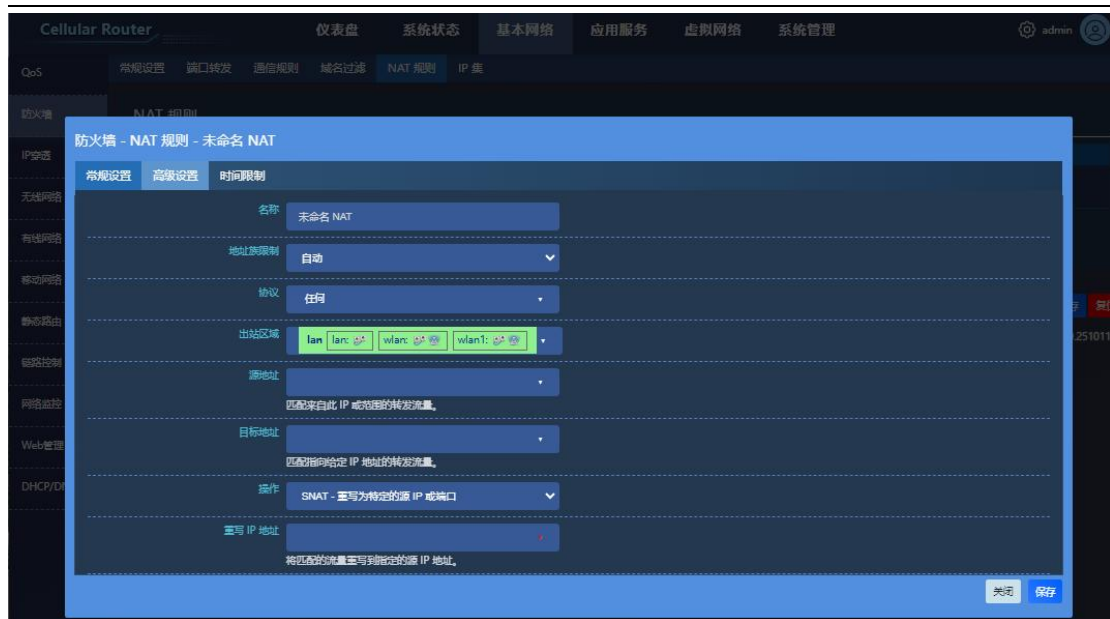 Cellular Router 仪表盘 系统状态 基本网络 应用服务 虚拟网络 系统管理 admin
QoS 常规设置 端口转发 通信规则 域名过滤 NAT 规则 IP 集
防火墙 NAT 规则
防火墙 - NAT 规则 - 未命名 NAT
IP穿透
常规设置 高级设置 时间限制
无线网络
名称 未命名 NAT
有线网络
地址族限制 自动
移动网络
协议 任何
静态路由
出站区域 lan lan: wlan: wlan1:
.251011
链路控制
源地址
匹配来自此 IP 或范围的转发流量。
网络监控
目标地址
Web管理
匹配指向给定 IP 地址的转发流量。
DHCP/DN
操作 SNAT - 重写为特定的源 IP 或端口
重写 IP 地址
将匹配的流量重写到指定的源 IP 地址。
关闭 保存